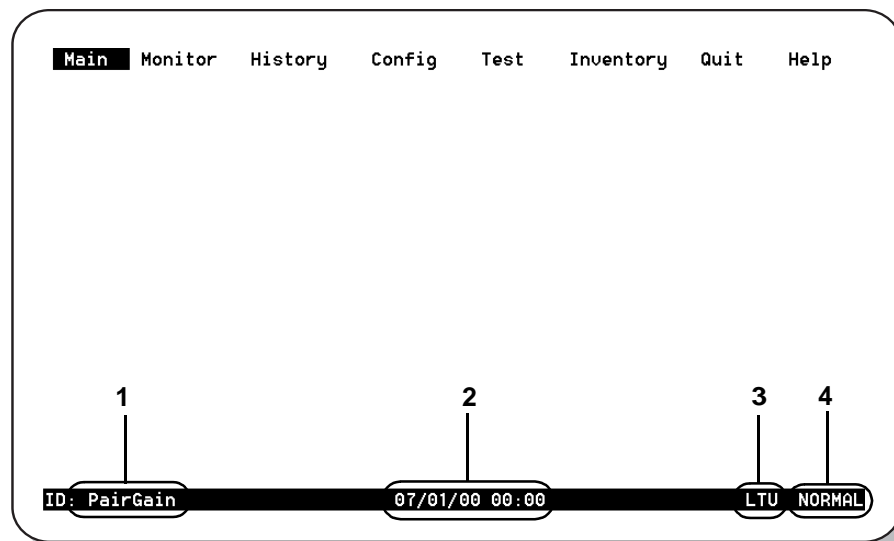 Main Monitor History Config Test Inventory Quit Help
1 2 3 4
ID: PairGain 07/01/00 00:00 LTU NORMAL